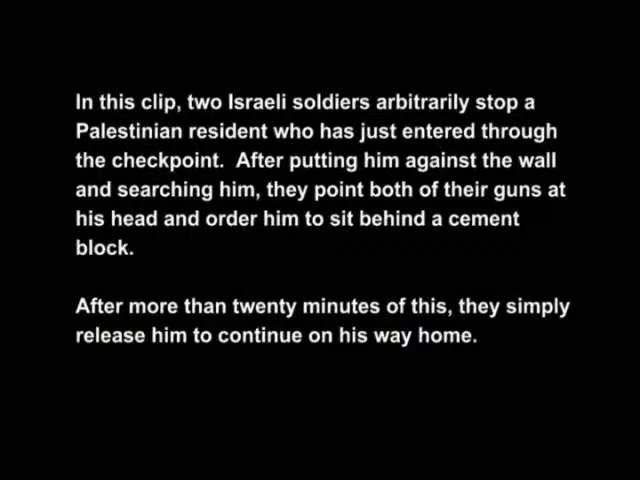 In this clip, two Israeli soldiers arbitrarily stop a
Palestinian resident who has just entered through
the checkpoint.  After putting him against the wall
and searching him, they point both of their guns at
his head and order him to sit behind a cement
block.
After more than twenty minutes of this, they simply
release him to continue on his way home.